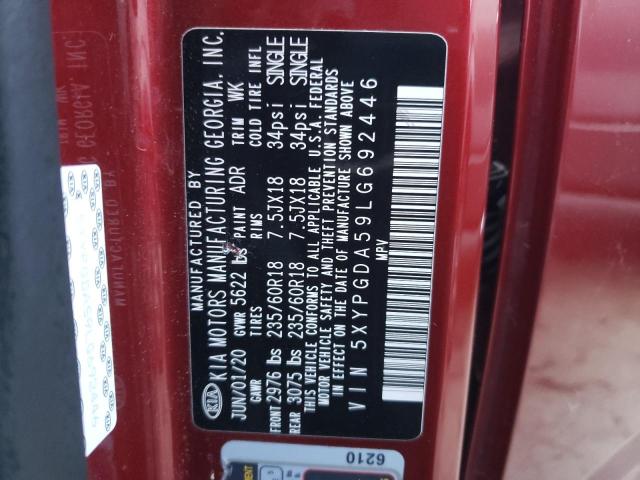 KIA
MANUFACTURED BY
KIA MOTORS MANUFACTURING GEORGIA, INC.
JUN/01/20 GVWR 5622 lbs PAINT ADR TRIM WK
GAWR TIRES RIMS COLD TIRE INFL
FRONT 2976 lbs 235/60R18 7.5JX18 34psi SINGLE
REAR 3075 lbs 235/60R18 7.5JX18 34psi SINGLE
THIS VEHICLE CONFORMS TO ALL APPLICABLE U.S.A. FEDERAL
MOTOR VEHICLE SAFETY AND THEFT PREVENTION STANDARDS
IN EFFECT ON THE DATE OF MANUFACTURE SHOWN ABOVE
VIN 5XYPGDA59LG692446
MPV
6210